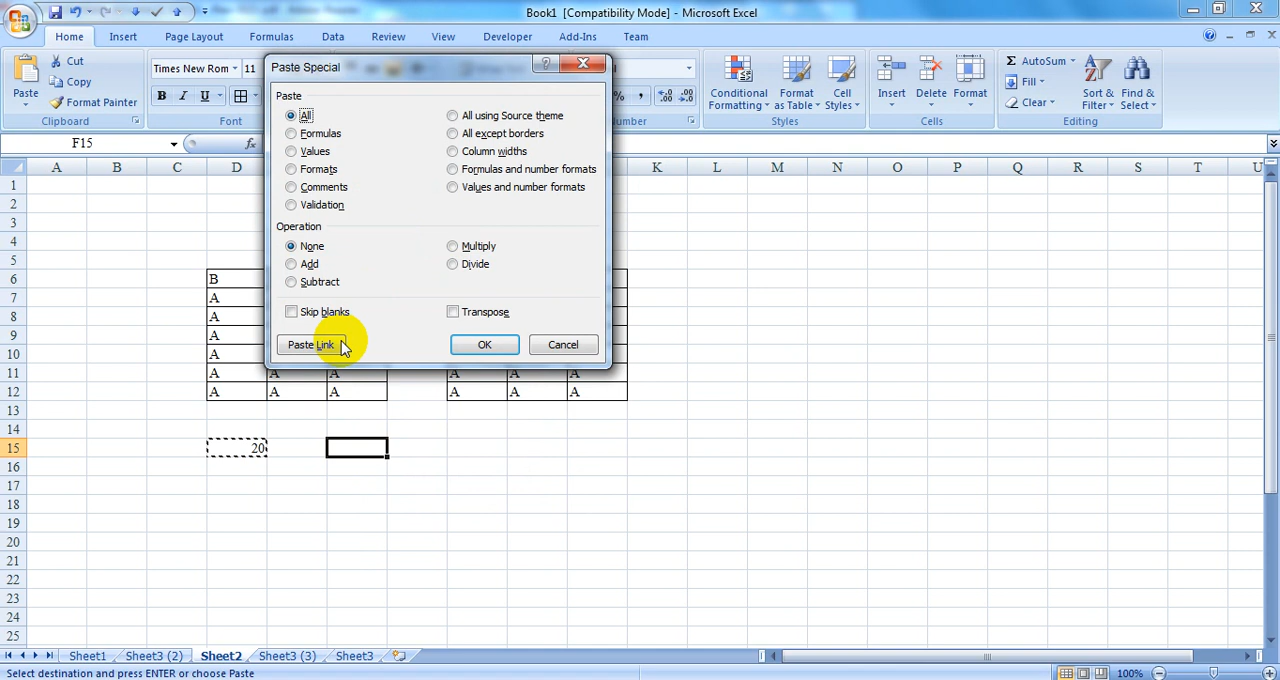 Book1 [Compatibility Mode] - Microsoft Excel
Home Insert Page Layout Formulas Data Review View Developer Add-Ins Team
Paste
Cut
Copy
Format Painter
Clipboard
Times New Rom 11
B I U
Font
Number
Conditional Formatting
Format as Table
Cell Styles
Styles
Insert
Delete
Format
Cells
AutoSum
Fill
Clear
Sort & Filter
Find & Select
Editing
F15 fx
Paste Special
Paste
All
Formulas
Values
Formats
Comments
Validation
All using Source theme
All except borders
Column widths
Formulas and number formats
Values and number formats
Operation
None
Add
Subtract
Multiply
Divide
Skip blanks
Transpose
Paste Link
OK
Cancel
A B C D K L M N O P Q R S T U
1
2
3
4
5
6 B
7 A
8 A
9 A
10 A
11 A A A A A A
12 A A A A A A
13
14
15 20
16
17
18
19
20
21
22
23
24
25
Sheet1 Sheet3 (2) Sheet2 Sheet3 (3) Sheet3
Select destination and press ENTER or choose Paste
100%